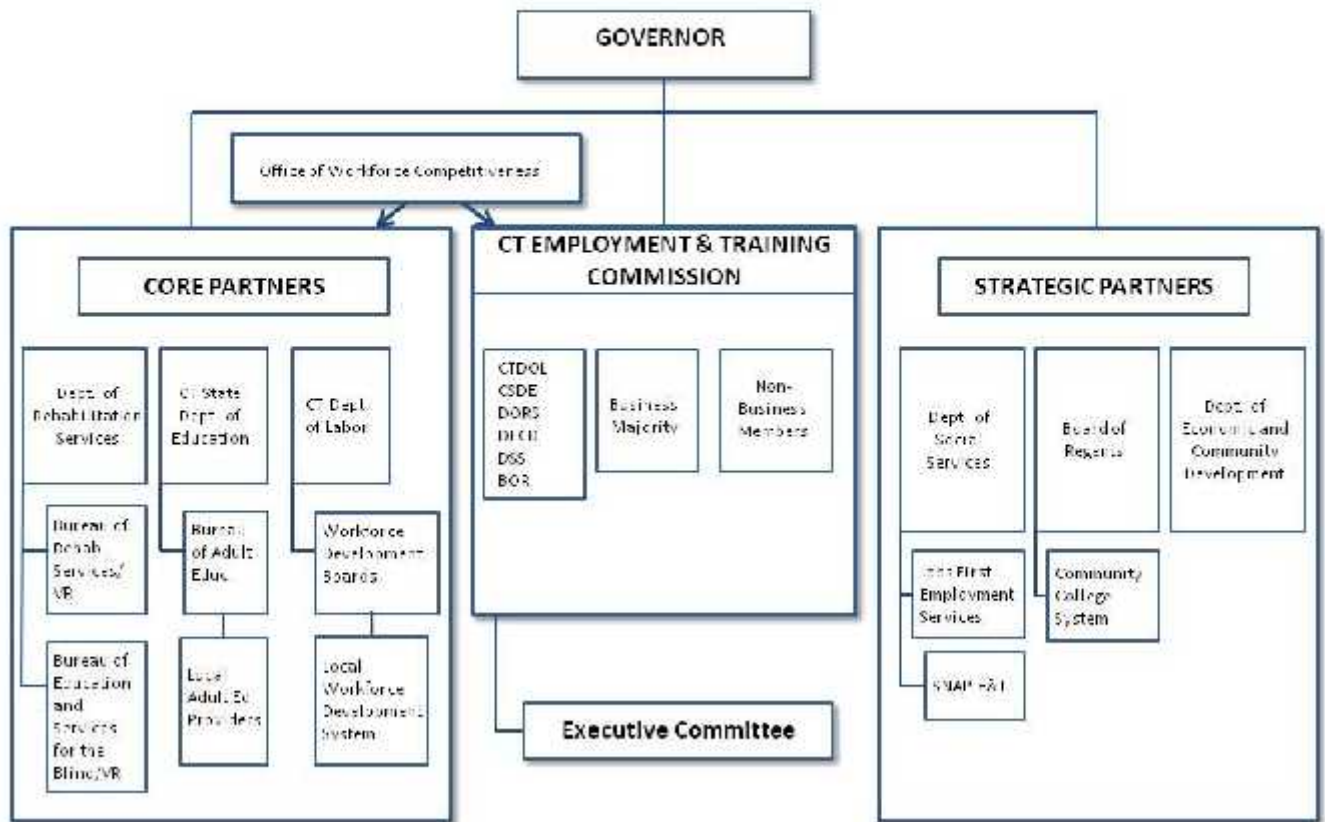 GOVERNOR
Office of Workforce Competitiveness
CORE PARTNERS
Dept. of
Rehabilitation
Services
CT State
Dept. of
Education
CT Dept.
of Labor
Bureau of
Rehab
Services/
VR
Bureau
of Adult
Educ
Workforce
Development
Boards
Bureau of
Education
and
Services
for the
Blind/VR
Local
Adult Ed
Providers
Local
Workforce
Development
System
CT EMPLOYMENT & TRAINING
COMMISSION
CTDOL
CSDE
DORS
DECD
DSS
BOR
Business
Majority
Non-
Business
Members
Executive Committee
STRATEGIC PARTNERS
Dept. of
Social
Services
Board of
Regents
Dept. of
Economic and
Community
Development
Jobs First
Employment
Services
Community
College
System
SNAP E&T